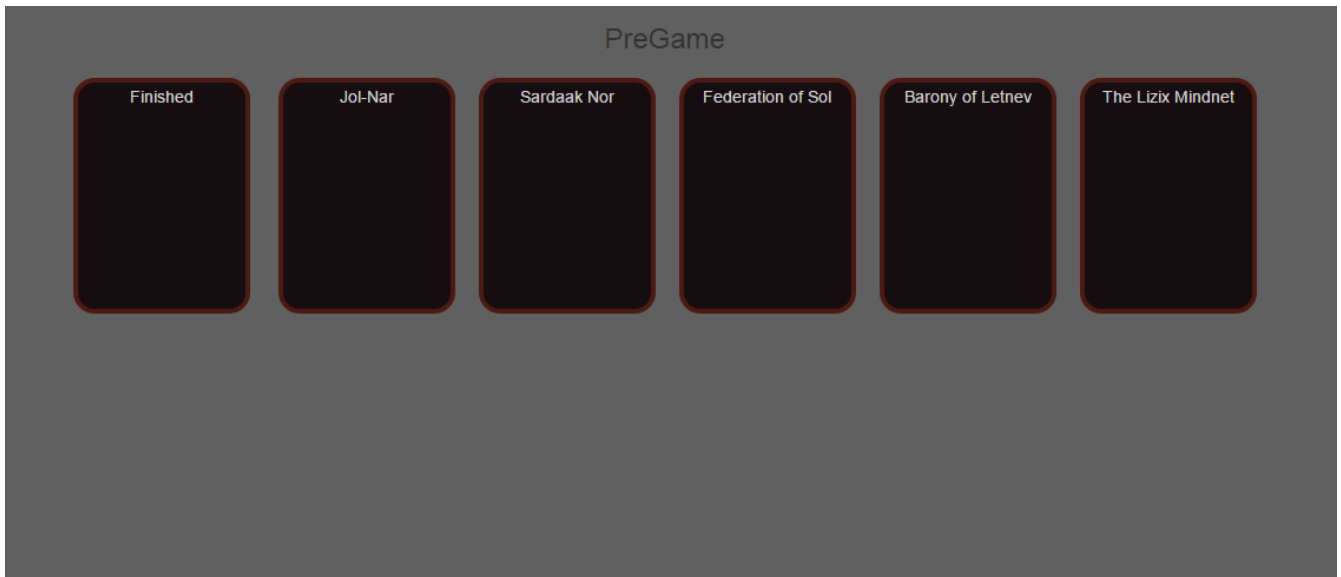 PreGame
Finished
Jol-Nar
Sardaak Nor
Federation of Sol
Barony of Letnev
The Lizix Mindnet